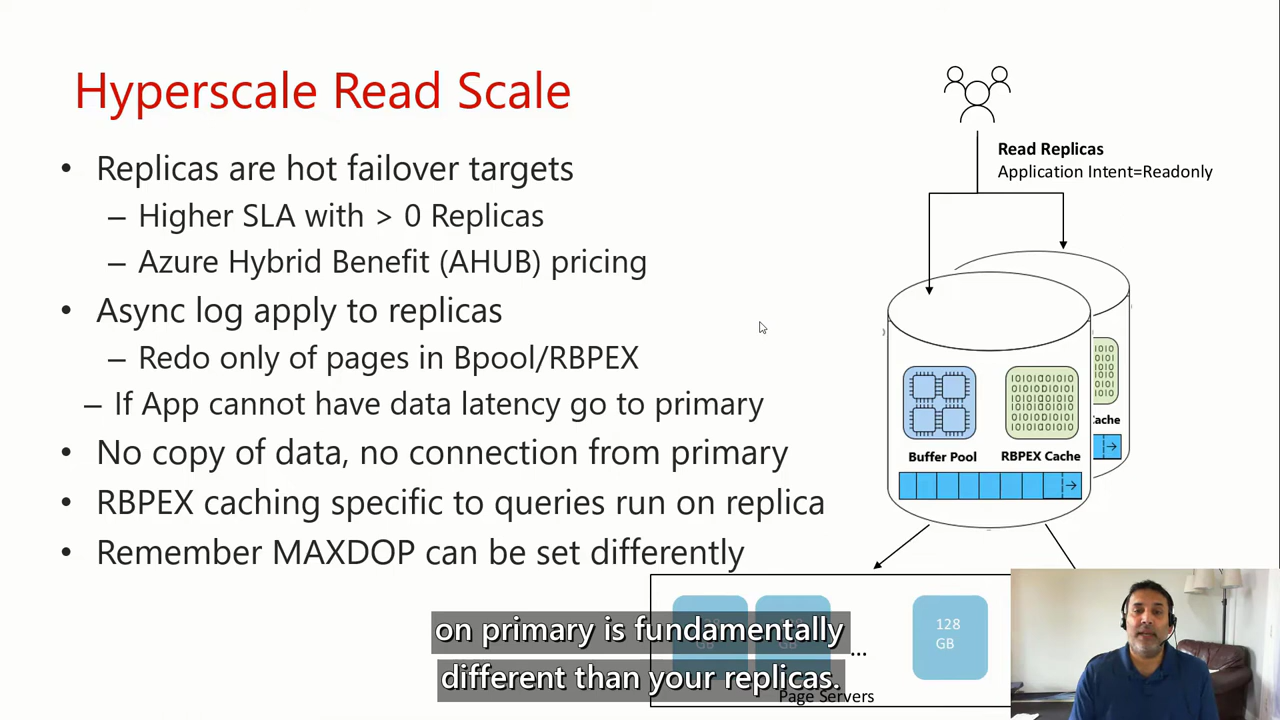 Hyperscale Read Scale
• Replicas are hot failover targets
– Higher SLA with > 0 Replicas
– Azure Hybrid Benefit (AHUB) pricing
• Async log apply to replicas
– Redo only of pages in Bpool/RBPEX
– If App cannot have data latency go to primary
• No copy of data, no connection from primary
• RBPEX caching specific to queries run on replica
• Remember MAXDOP can be set differently
Read Replicas
Application Intent=Readonly
Buffer Pool
RBPEX Cache
Cache
128
GB
...
Page Servers
on primary is fundamentally
different than your replicas.